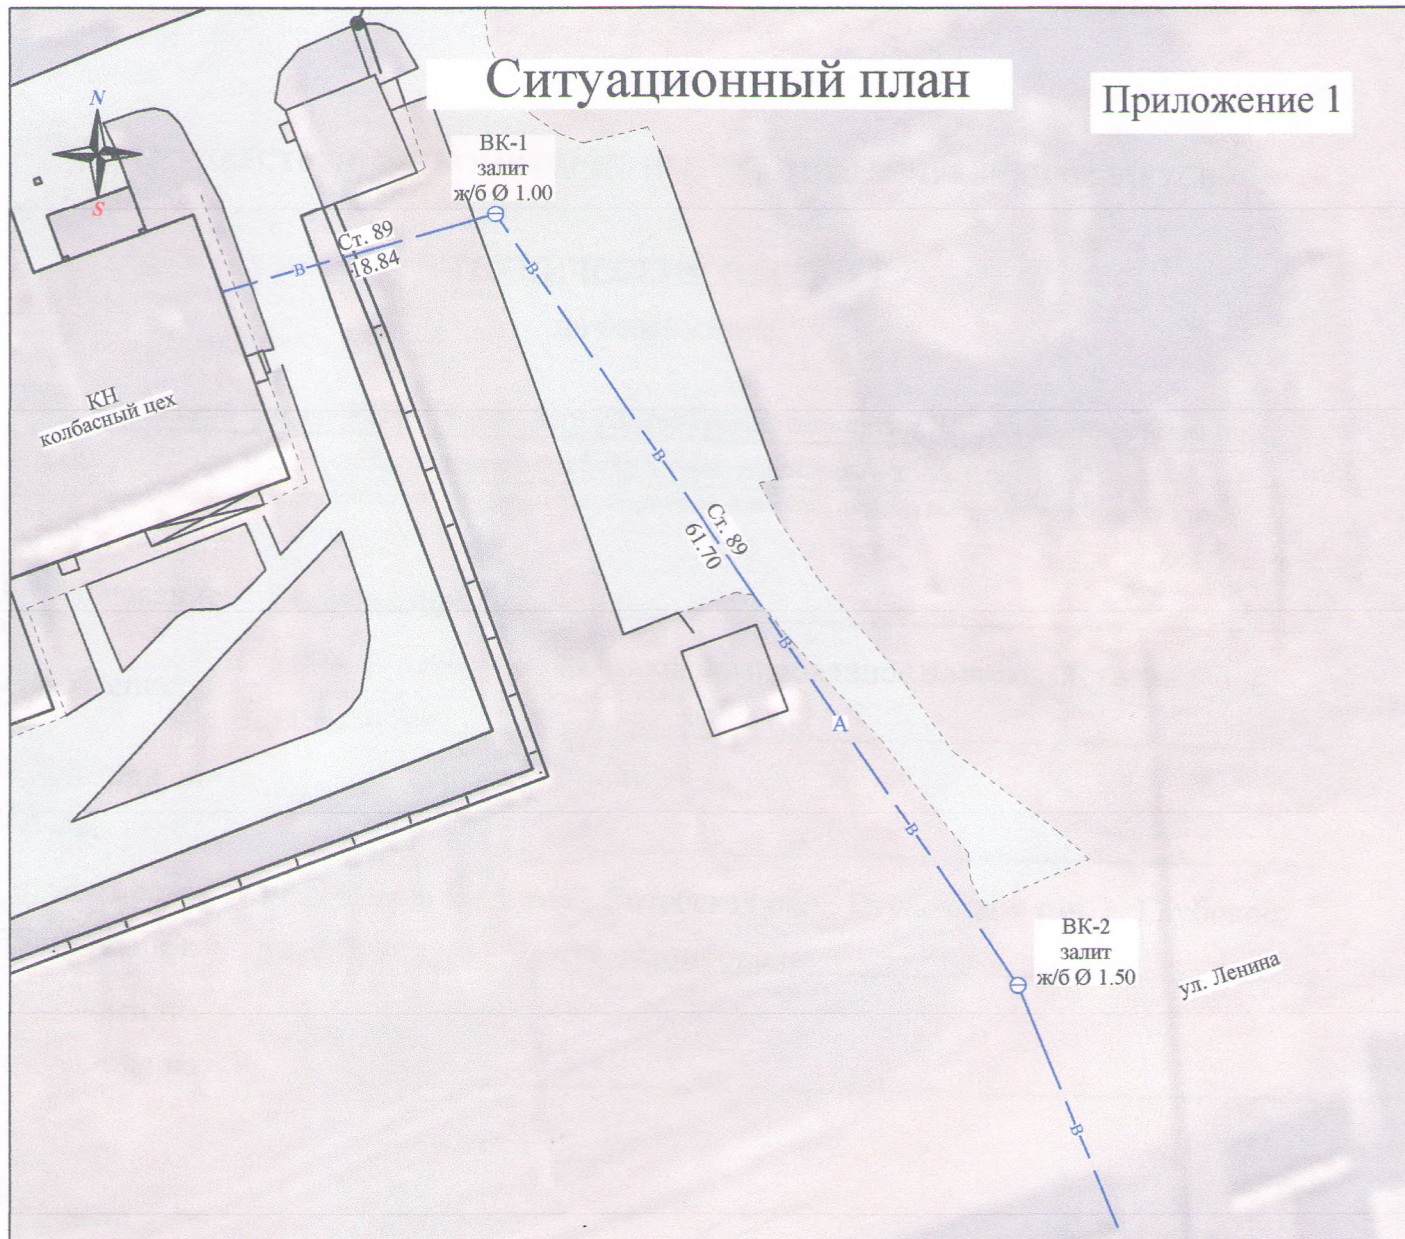 Ситуационный план
Приложение 1
N
S
ВК-1
залит
ж/б Ø 1.00
Ст. 89
18.84
В
В
КН
колбасный цех
В
Ст. 89
61.70
В
А
В
ВК-2
залит
ж/б Ø 1.50
ул. Ленина
В